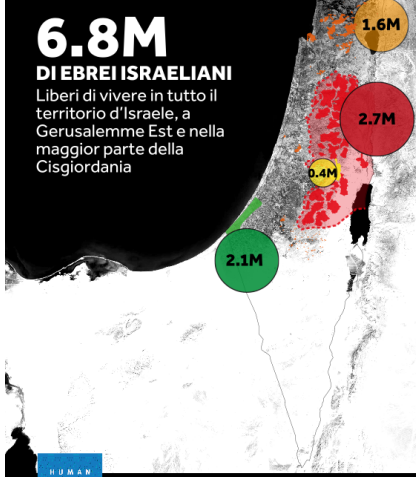 6.8M
DI EBREI ISRAELIANI
Liberi di vivere in tutto il
territorio d'Israele, a
Gerusalemme Est e nella
maggior parte della
Cisgiordania
1.6M
2.7M
0.4M
2.1M
HUMAN